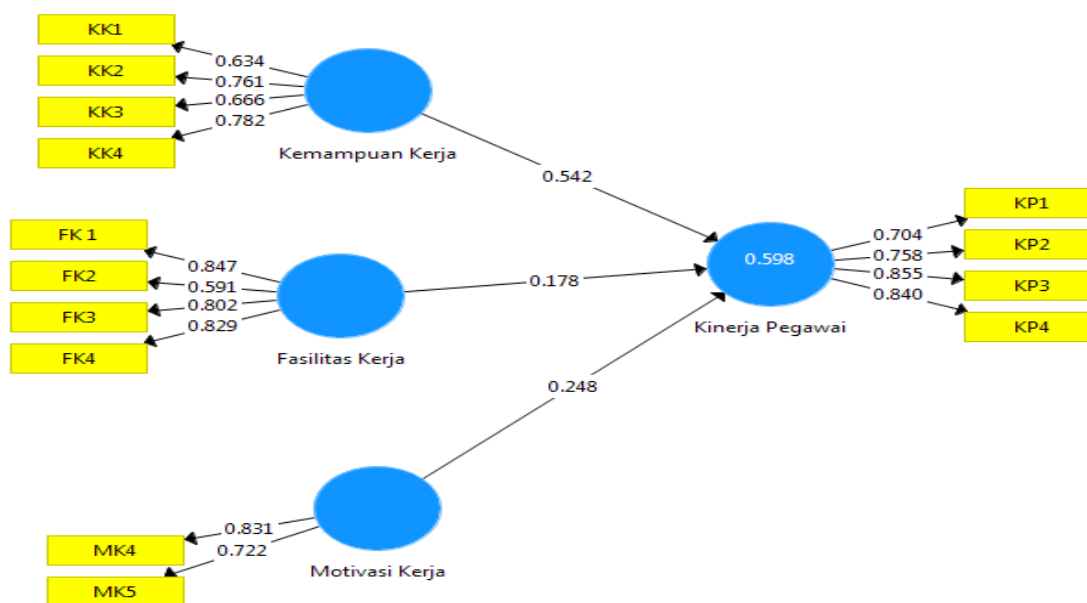 KK1
0.634
KK2
0.761
KK3
0.666
KK4
0.782
Kemampuan Kerja
0.542
FK 1
0.847
FK2
0.591
FK3
0.802
FK4
0.829
Fasilitas Kerja
0.178
MK4
0.831
MK5
0.722
Motivasi Kerja
0.248
0.598
Kinerja Pegawai
0.704
KP1
0.758
KP2
0.855
KP3
0.840
KP4